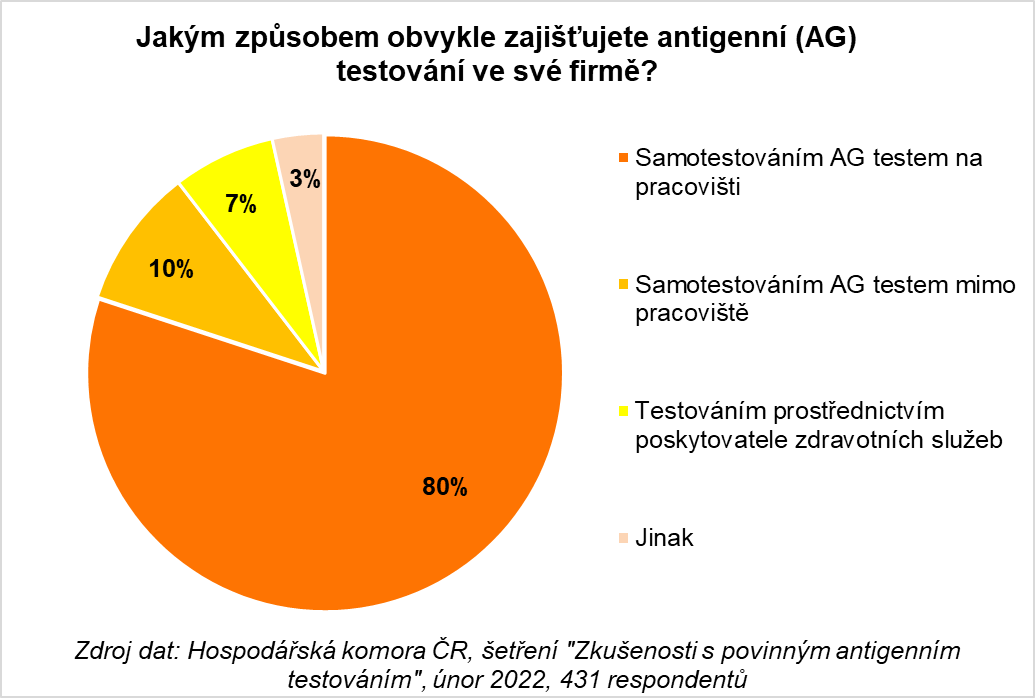 Jakým způsobem obvykle zajišťujete antigenní (AG)
testování ve své firmě?
3%
7%
10%
80%
Samotestováním AG testem na
pracovišti
Samotestováním AG testem mimo
pracoviště
Testováním prostřednictvím
poskytovatele zdravotních služeb
Jinak
Zdroj dat: Hospodářská komora ČR, šetření "Zkušenosti s povinným antigenním
testováním", únor 2022, 431 respondentů